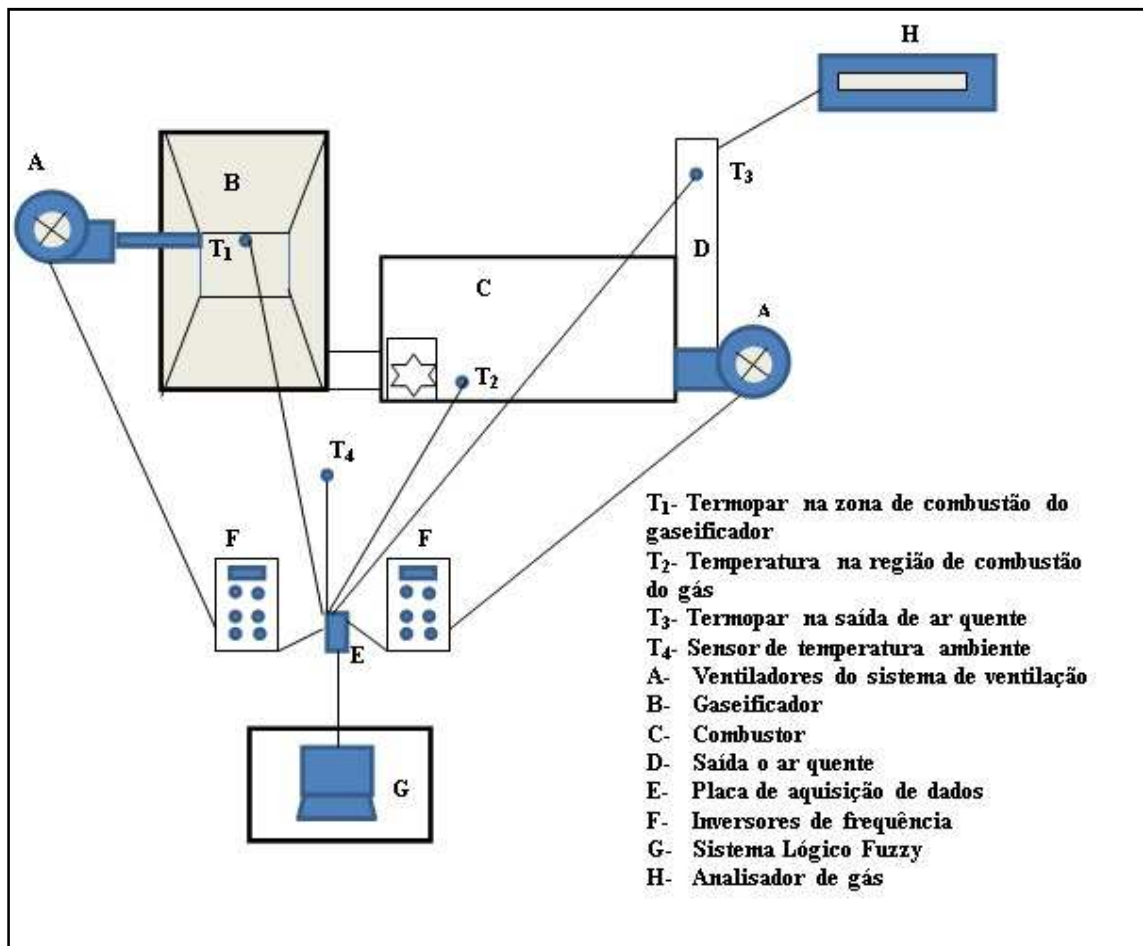 H
A
B
T3
T1
D
C
A
T2
T4
F
F
E
G
T1- Termopar na zona de combustão do
gaseificador
T2- Temperatura na região de combustão
do gás
T3- Termopar na saída de ar quente
T4- Sensor de temperatura ambiente
A- Ventiladores do sistema de ventilação
B- Gaseificador
C- Combustor
D- Saída o ar quente
E- Placa de aquisição de dados
F- Inversores de frequência
G- Sistema Lógico Fuzzy
H- Analisador de gás